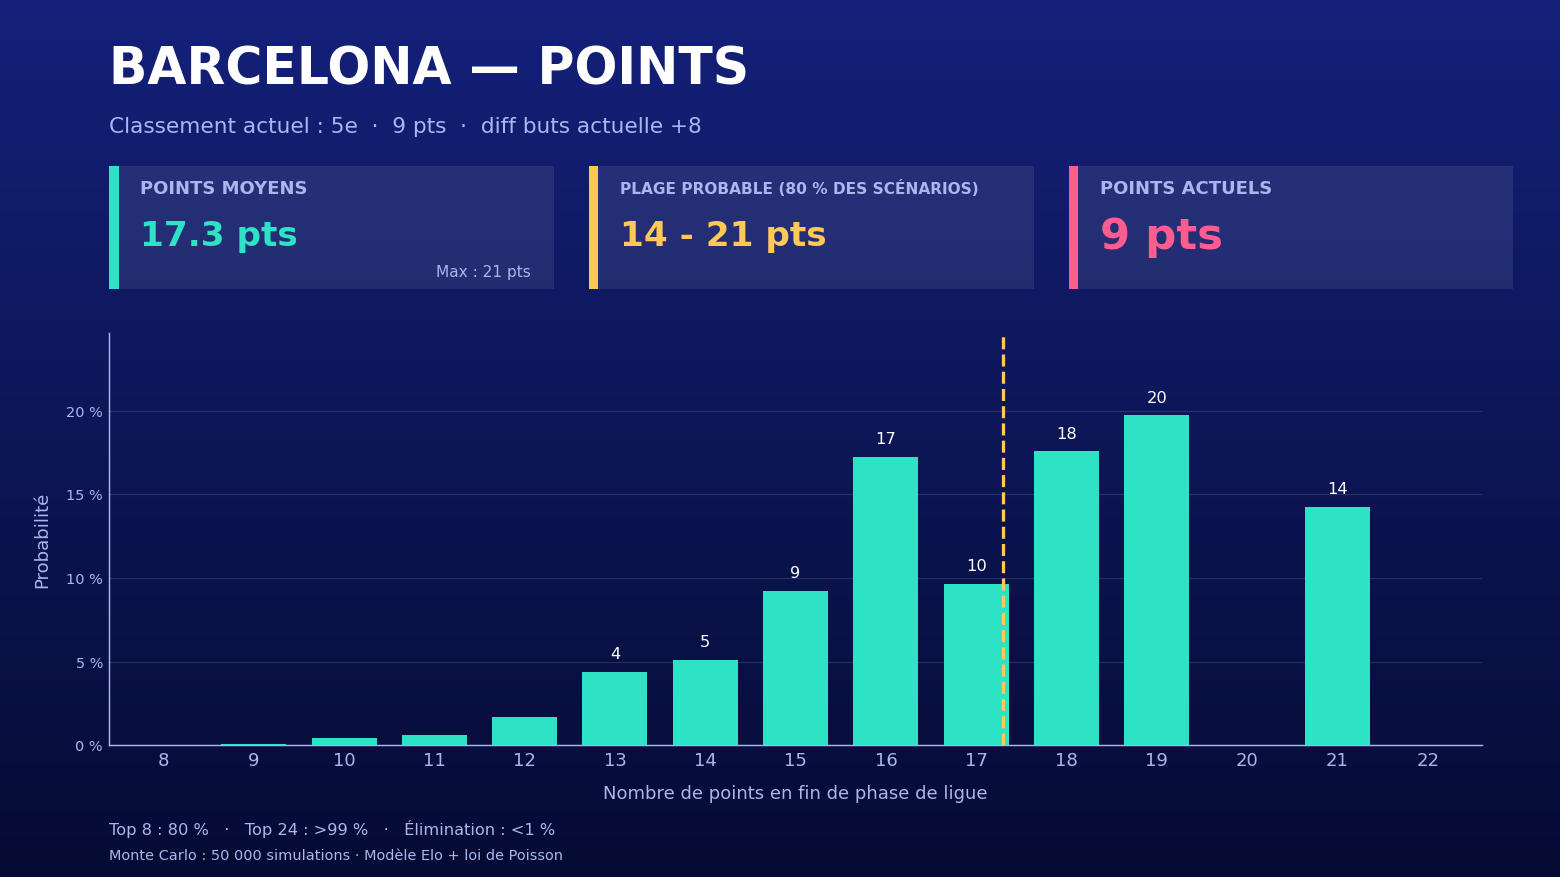 BARCELONA — POINTS
Classement actuel : 5e · 9 pts · diff buts actuelle +8
POINTS MOYENS
17.3 pts
Max : 21 pts
PLAGE PROBABLE (80 % DES SCÉNARIOS)
14 - 21 pts
POINTS ACTUELS
9 pts
Probabilité
20 %
15 %
10 %
5 %
0 %
4
5
9
17
10
18
20
14
8 9 10 11 12 13 14 15 16 17 18 19 20 21 22
Nombre de points en fin de phase de ligue
Top 8 : 80 % · Top 24 : >99 % · Élimination : <1 %
Monte Carlo : 50 000 simulations · Modèle Elo + loi de Poisson